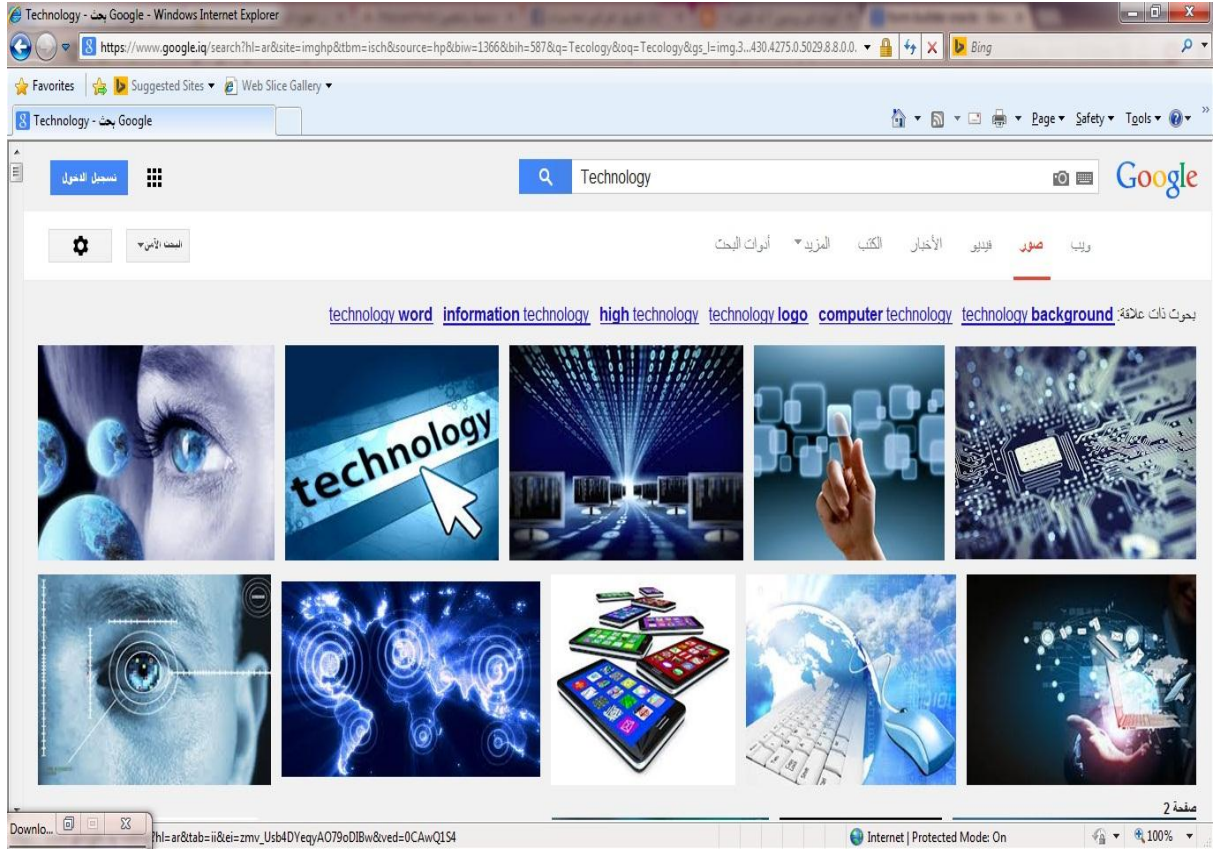 Technology - بحث Google - Windows Internet Explorer
https://www.google.iq/search?hl=ar&site=imghp&tbm=isch&source=hp&biw=1366&bih=587&q=Tecology&oq=Tecology&gs_l=img.3...430.4275.0.5029.8.8.0.0.
Bing
Favorites Suggested Sites Web Slice Gallery
Technology - بحث Google
Page Safety Tools
تسجيل الدخول
Technology
Google
ويب صور فيديو الأخبار الكتب المزيد أدوات البحث
البحث الآمن
بحوث ذات علاقة: technology background computer technology technology logo high technology information technology technology word
technology
صفحة 2
Downlo...
?hl=ar&tab=ii&ei=zmv_Usb4DYeqyAO79oDIBw&ved=0CAwQ1S4
Internet | Protected Mode: On
100%